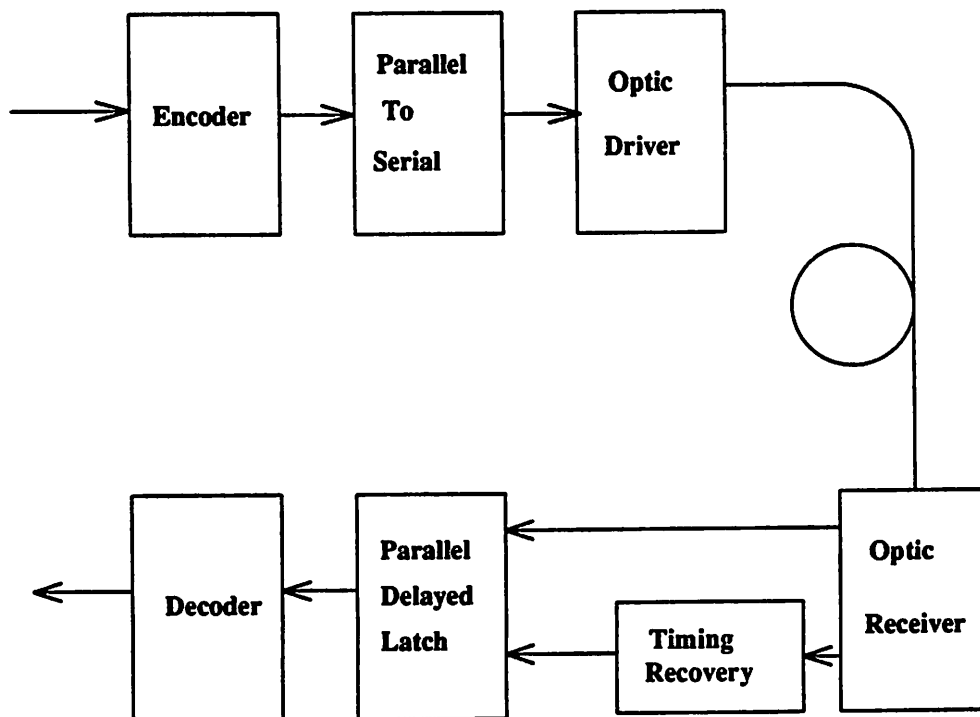 Encoder
Parallel
To
Serial
Optic
Driver
Decoder
Parallel
Delayed
Latch
Timing
Recovery
Optic
Receiver